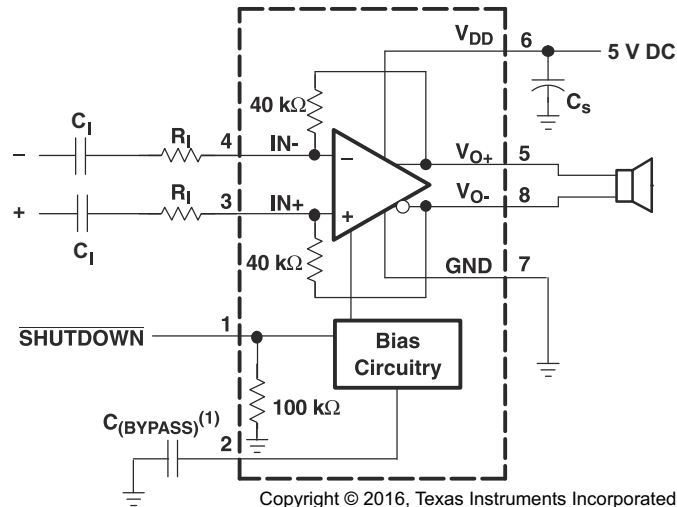 V_DD 6
5 V DC
40 kΩ
C_s
C_I
R_I 4 IN-
V_O+ 5
–
−
R_I 3 IN+
V_O- 8
+
+
C_I
40 kΩ
GND 7
1
SHUTDOWN
Bias
Circuitry
100 kΩ
C_(BYPASS)^(1) 2
Copyright © 2016, Texas Instruments Incorporated